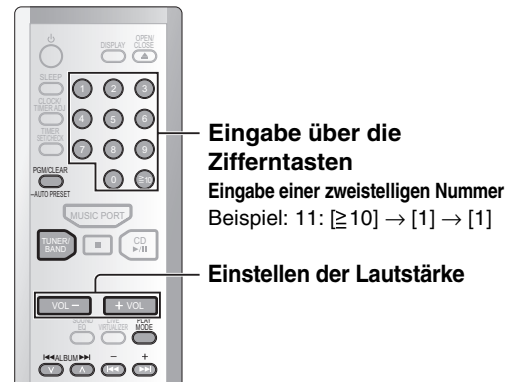 DISPLAY
OPEN/
CLOSE
SLEEP
CLOCK/
TIMER ADJ
TIMER
SET/CHECK
1 2 3
4 5 6
7 8 9
0 ≧10
PGM/CLEAR
–AUTO PRESET
MUSIC PORT
TUNER/
BAND
CD
VOL −
+ VOL
SOUND
EQ
LIVE
VIRTUALIZER
PLAY
MODE
ALBUM
− +
Eingabe über die
Zifferntasten
Eingabe einer zweistelligen Nummer
Beispiel: 11: [≧10] → [1] → [1]
Einstellen der Lautstärke